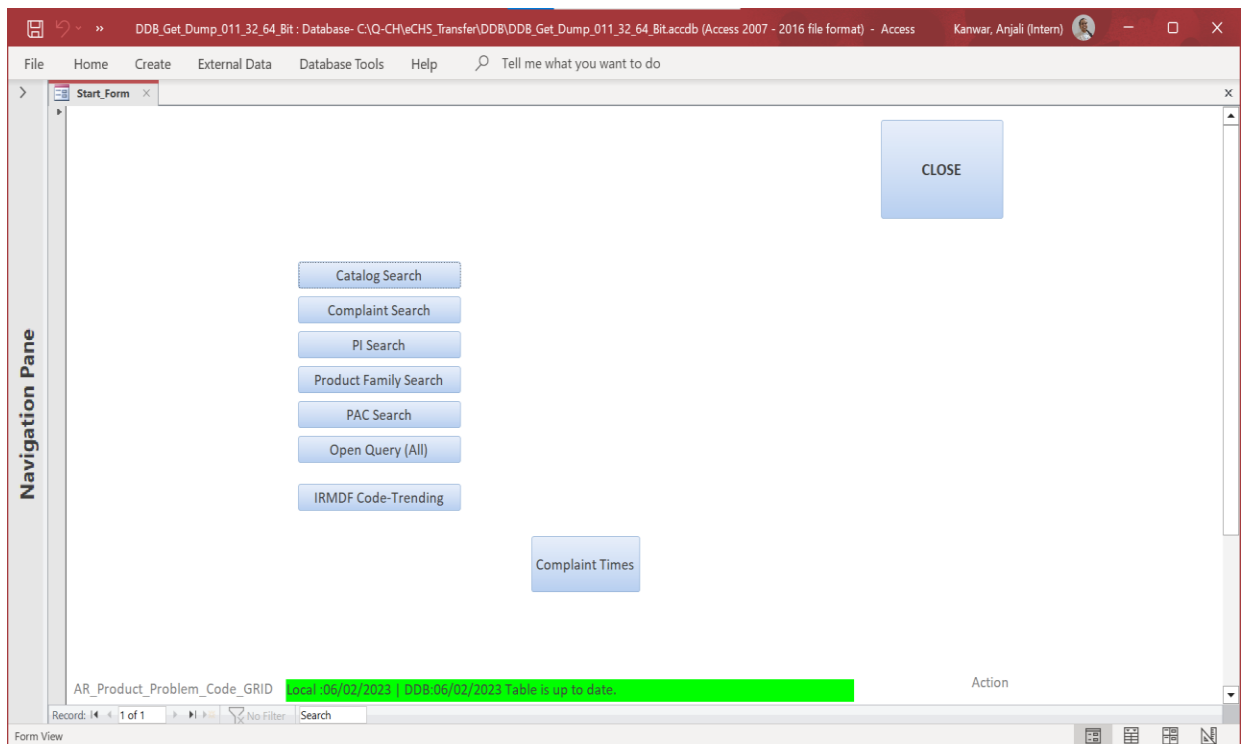 DDB_Get_Dump_011_32_64_Bit : Database- C:\Q-CH\eCHS_Transfer\DDB\DDB_Get_Dump_011_32_64_Bit.accdb (Access 2007 - 2016 file format) - Access Kanwar, Anjali (Intern)
File Home Create External Data Database Tools Help Tell me what you want to do
Start_Form
CLOSE
Catalog Search
Complaint Search
PI Search
Product Family Search
PAC Search
Open Query (All)
IRMDF Code-Trending
Complaint Times
Navigation Pane
AR_Product_Problem_Code_GRID Local :06/02/2023 | DDB:06/02/2023 Table is up to date. Action
Record: 1 of 1 No Filter Search
Form View